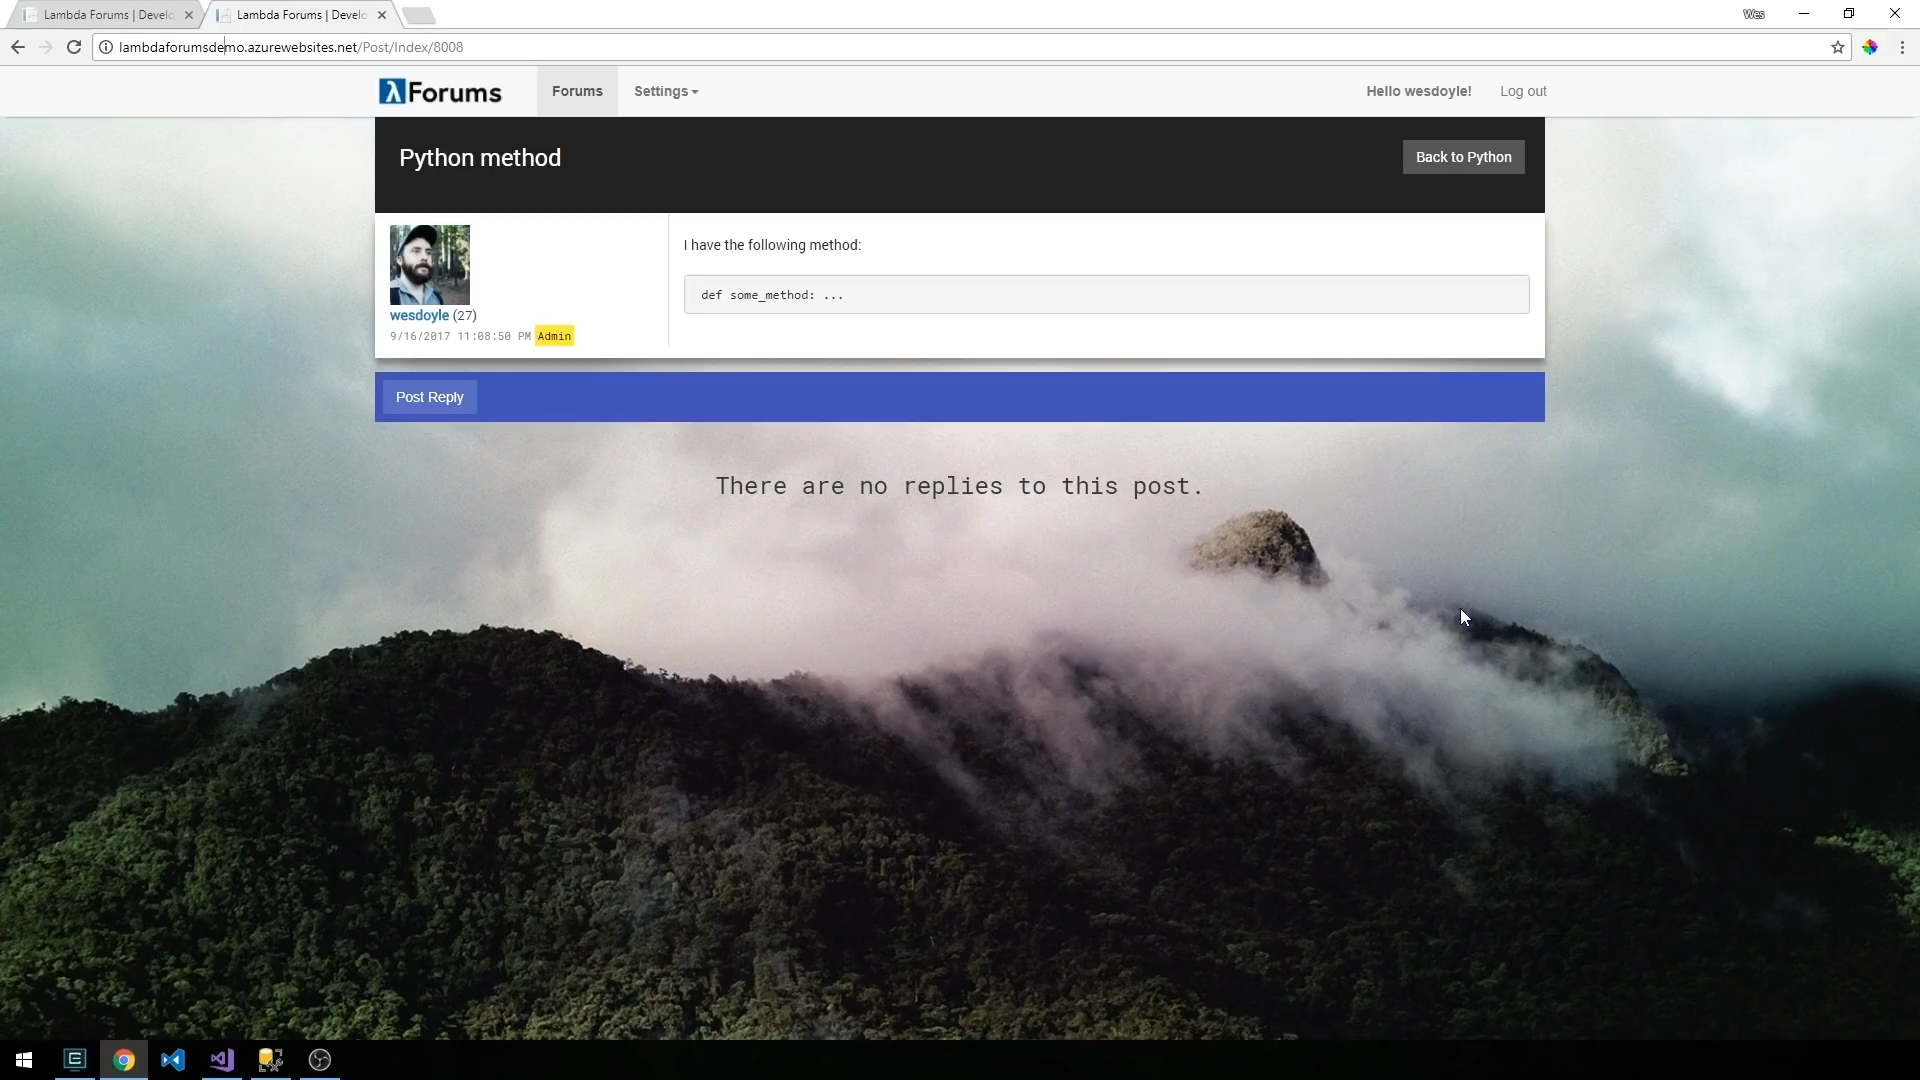 Lambda Forums | Develo
Lambda Forums | Develo
Wes
lambdaforumsdemo.azurewebsites.net/Post/Index/8008
λForums
Forums
Settings
Hello wesdoyle!
Log out
Python method
Back to Python
I have the following method:
def some_method: ...
wesdoyle (27)
9/16/2017 11:08:50 PM Admin
Post Reply
There are no replies to this post.